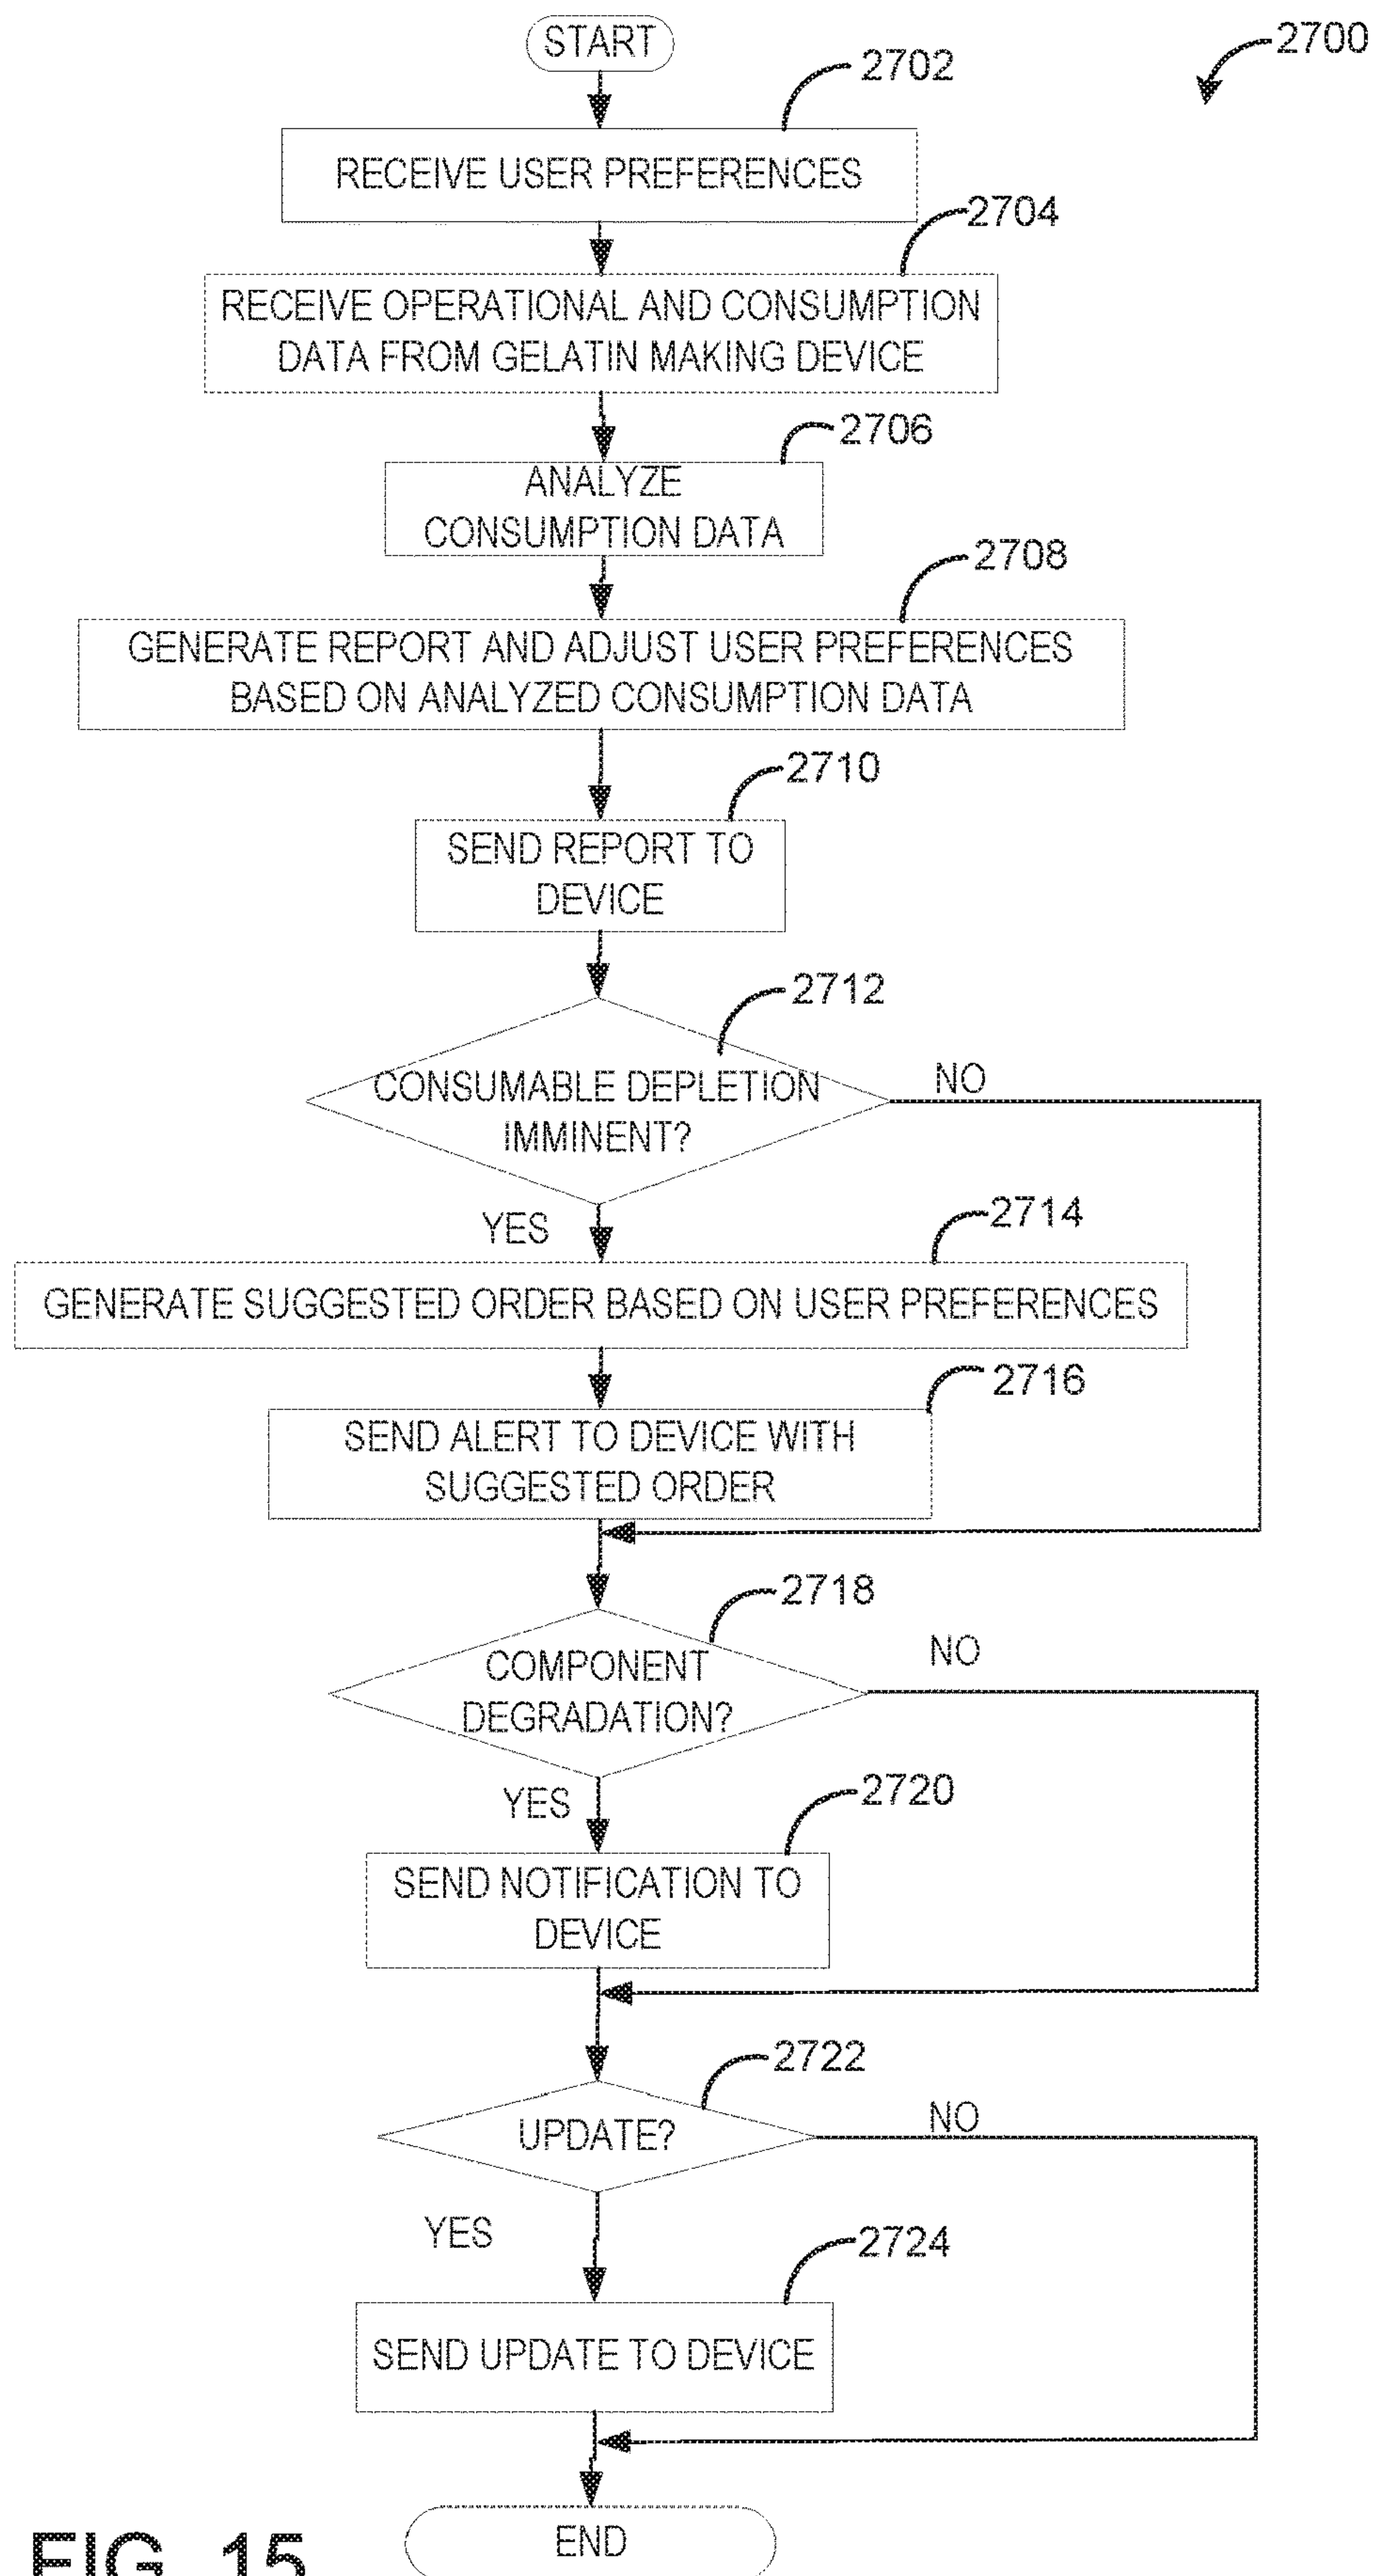 START
2700
2702
RECEIVE USER PREFERENCES
2704
RECEIVE OPERATIONAL AND CONSUMPTION
DATA FROM GELATIN MAKING DEVICE
2706
ANALYZE
CONSUMPTION DATA
2708
GENERATE REPORT AND ADJUST USER PREFERENCES
BASED ON ANALYZED CONSUMPTION DATA
2710
SEND REPORT TO
DEVICE
2712
CONSUMABLE DEPLETION
IMMINENT?
NO
YES
2714
GENERATE SUGGESTED ORDER BASED ON USER PREFERENCES
2716
SEND ALERT TO DEVICE WITH
SUGGESTED ORDER
2718
COMPONENT
DEGRADATION?
NO
YES
2720
SEND NOTIFICATION TO
DEVICE
2722
UPDATE?
NO
YES
2724
SEND UPDATE TO DEVICE
END
FIG. 15